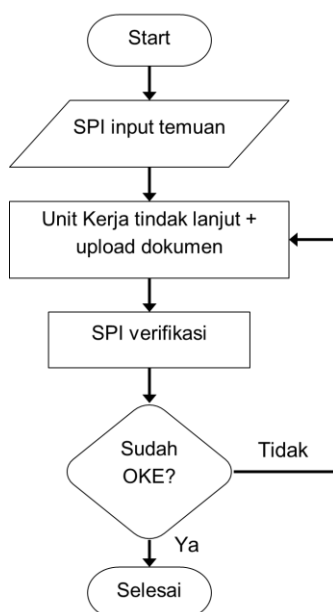 Start
SPI input temuan
Unit Kerja tindak lanjut +
upload dokumen
SPI verifikasi
Sudah
OKE?
Tidak
Ya
Selesai